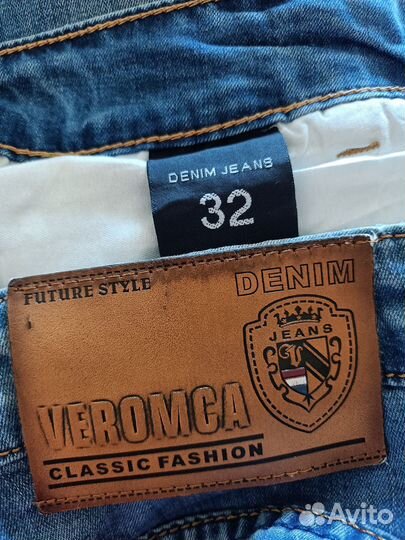 DENIM JEANS
32
FUTURE STYLE
DENIM
JEANS
VEROMCA
CLASSIC FASHION
Avito